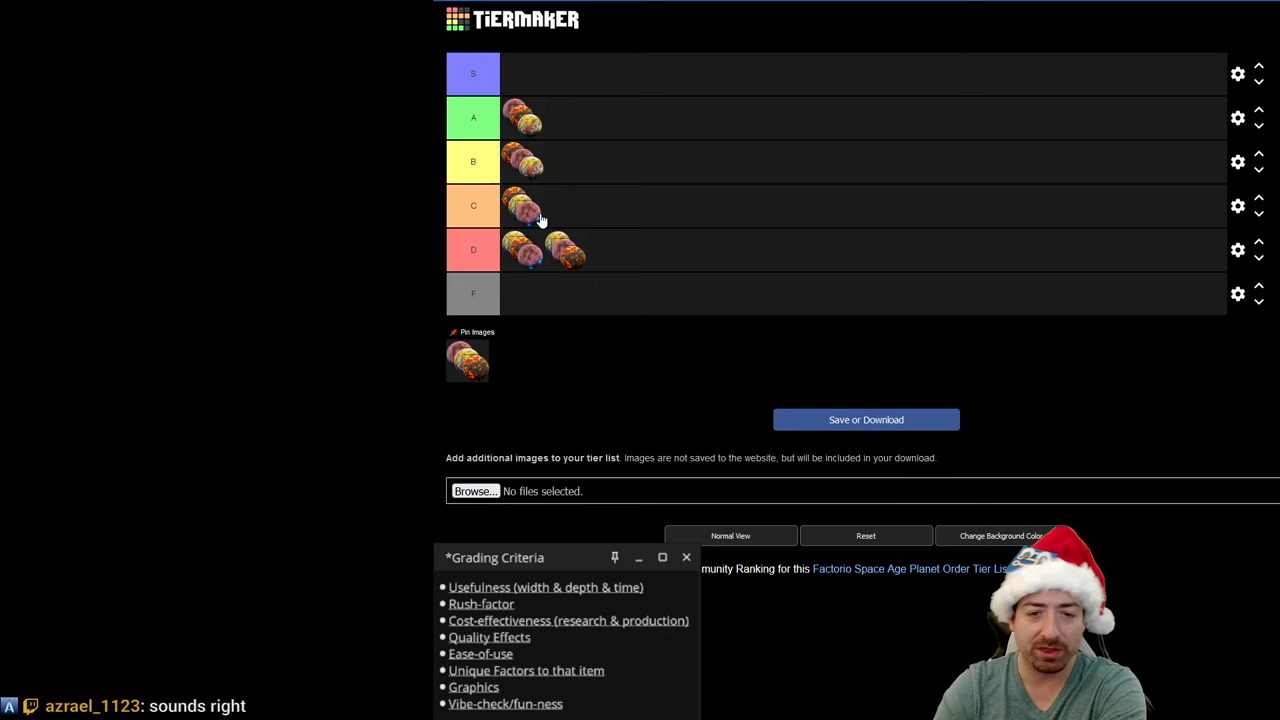 TiERMAKER
S
A
B
C
D
F
Pin Images
Save or Download
Add additional images to your tier list. Images are not saved to the website, but will be included in your download.
Browse... No files selected.
Normal View
Reset
Change Background Color
*Grading Criteria
munity Ranking for this Factorio Space Age Planet Order Tier Lis
Usefulness (width & depth & time)
Rush-factor
Cost-effectiveness (research & production)
Quality Effects
Ease-of-use
Unique Factors to that item
Graphics
Vibe-check/fun-ness
azrael_1123: sounds right